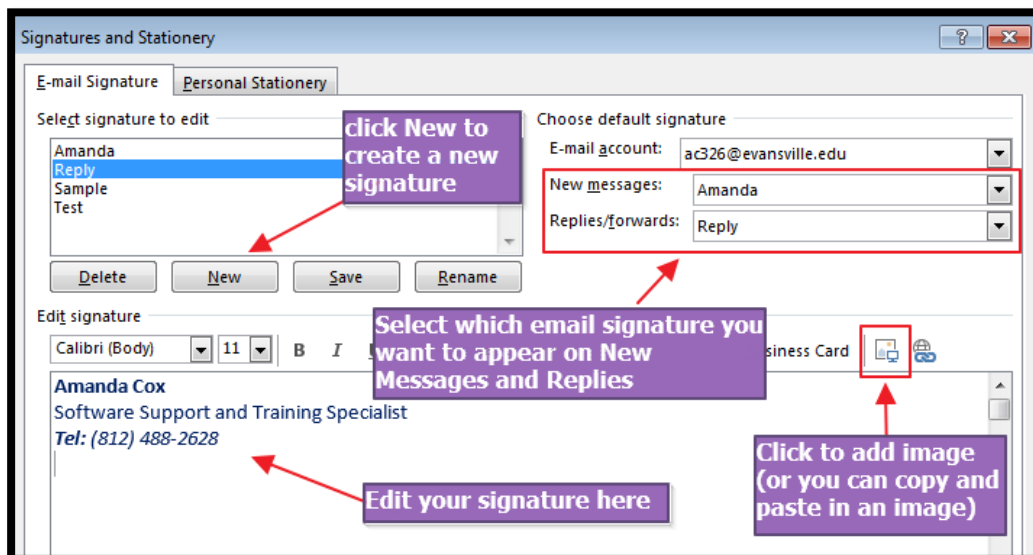 Signatures and Stationery
E-mail Signature
Personal Stationery
Select signature to edit
Choose default signature
click New to
create a new
signature
Amanda
Reply
Sample
Test
E-mail account:
ac326@evansville.edu
New messages:
Amanda
Replies/forwards:
Reply
Delete
New
Save
Rename
Edit signature
Select which email signature you
want to appear on New
Messages and Replies
Calibri (Body)
11
B
I
siness Card
Amanda Cox
Software Support and Training Specialist
Tel: (812) 488-2628
Click to add image
(or you can copy and
paste in an image)
Edit your signature here